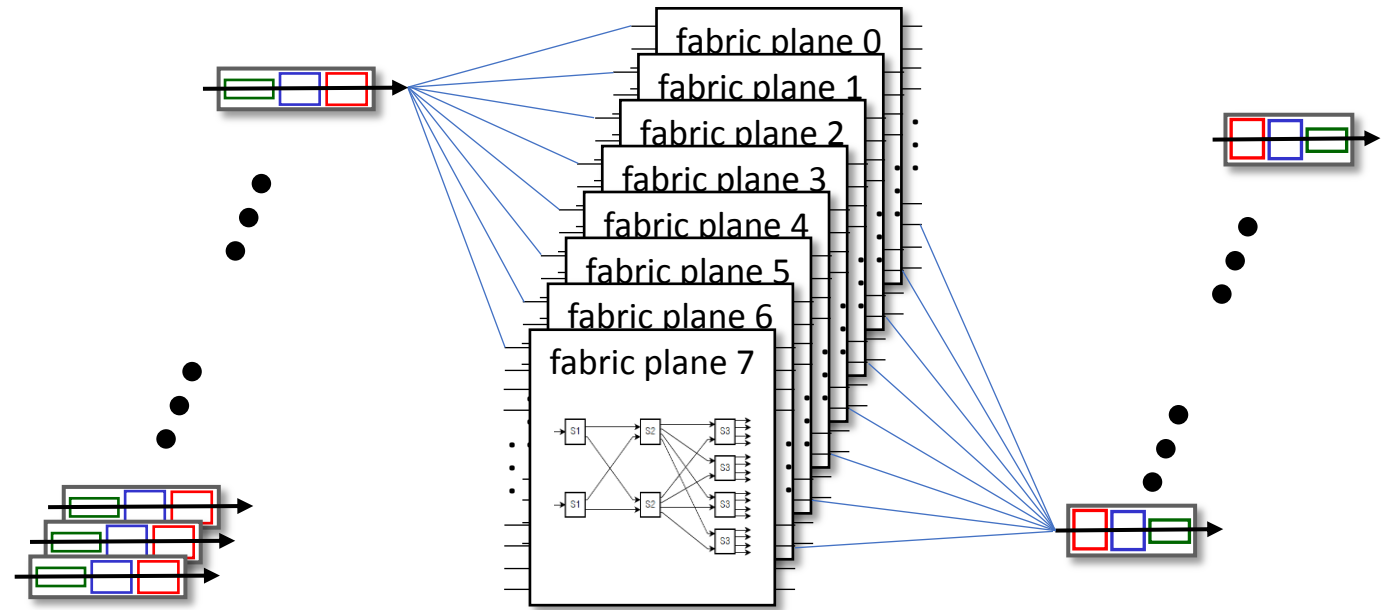 fabric plane 0
fabric plane 1
fabric plane 2
fabric plane 3
fabric plane 4
fabric plane 5
fabric plane 6
fabric plane 7
S1 S2 S3
S3
S1 S2 S3
S3